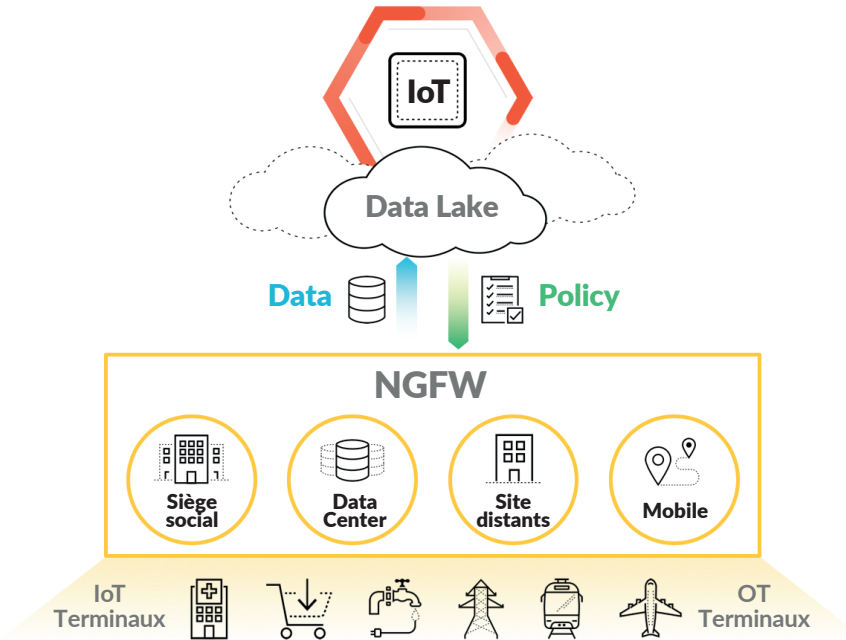 IoT
Data Lake
Data
Policy
NGFW
Siège
social
Data
Center
Site
distants
Mobile
IoT
Terminaux
OT
Terminaux